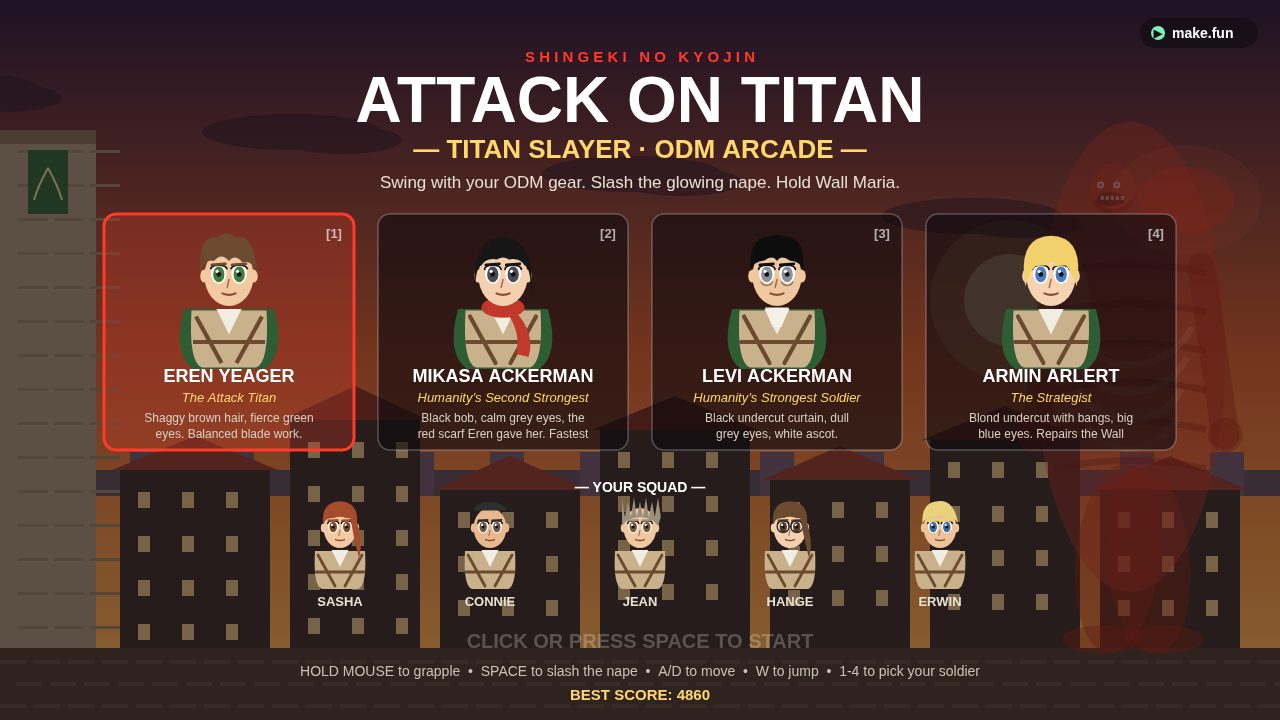 make.fun
SHINGEKI NO KYOJIN
ATTACK ON TITAN
— TITAN SLAYER · ODM ARCADE —
Swing with your ODM gear. Slash the glowing nape. Hold Wall Maria.
[1]
EREN YEAGER
The Attack Titan
Shaggy brown hair, fierce green
eyes. Balanced blade work.
[2]
MIKASA ACKERMAN
Humanity's Second Strongest
Black bob, calm grey eyes, the
red scarf Eren gave her. Fastest
[3]
LEVI ACKERMAN
Humanity's Strongest Soldier
Black undercut curtain, dull
grey eyes, white ascot.
[4]
ARMIN ARLERT
The Strategist
Blond undercut with bangs, big
blue eyes. Repairs the Wall
— YOUR SQUAD —
SASHA
CONNIE
JEAN
HANGE
ERWIN
CLICK OR PRESS SPACE TO START
HOLD MOUSE to grapple • SPACE to slash the nape • A/D to move • W to jump • 1-4 to pick your soldier
BEST SCORE: 4860